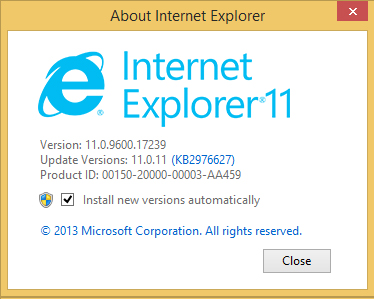 About Internet Explorer
Internet
Explorer®11
Version: 11.0.9600.17239
Update Versions: 11.0.11 (KB2976627)
Product ID: 00150-20000-00003-AA459
Install new versions automatically
© 2013 Microsoft Corporation. All rights reserved.
Close